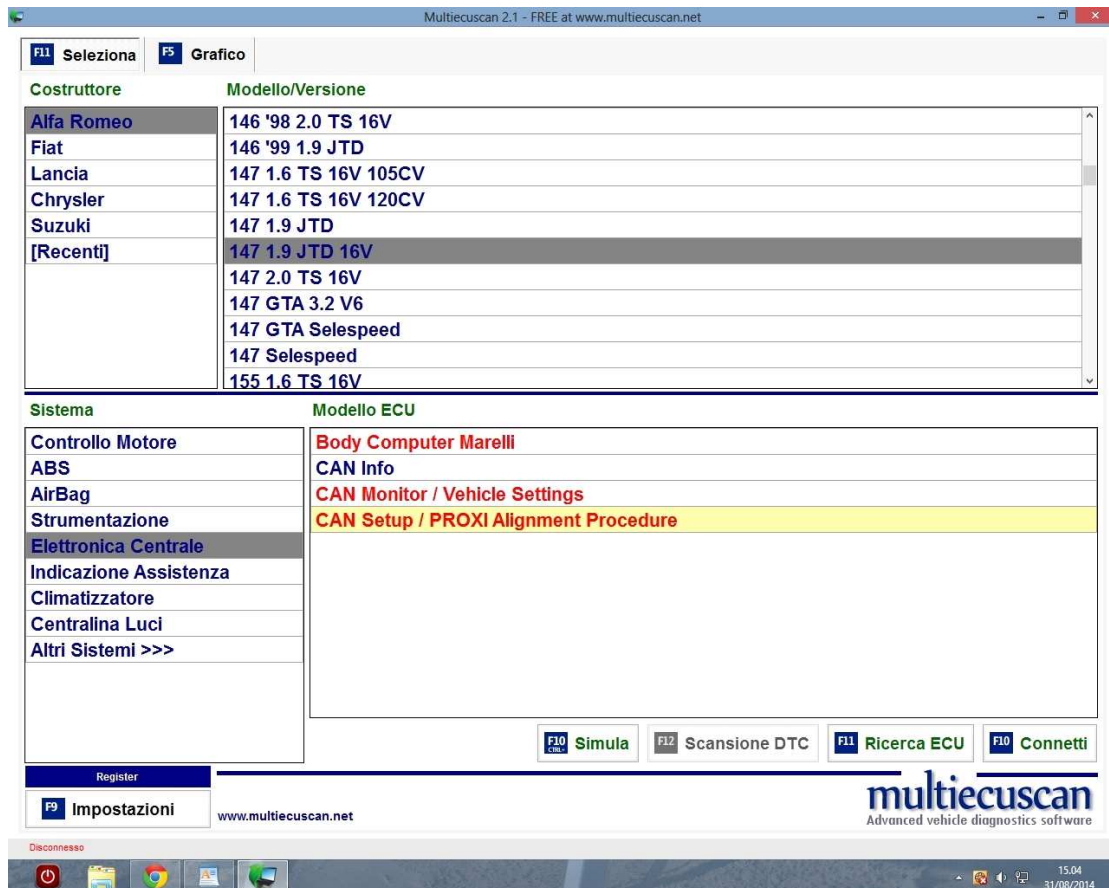 Multiecuscan 2.1 - FREE at www.multiecuscan.net
F11 Seleziona F5 Grafico
Costruttore Modello/Versione
Alfa Romeo
Fiat
Lancia
Chrysler
Suzuki
[Recenti]
146 '98 2.0 TS 16V
146 '99 1.9 JTD
147 1.6 TS 16V 105CV
147 1.6 TS 16V 120CV
147 1.9 JTD
147 1.9 JTD 16V
147 2.0 TS 16V
147 GTA 3.2 V6
147 GTA Selespeed
147 Selespeed
155 1.6 TS 16V
Sistema Modello ECU
Controllo Motore
ABS
AirBag
Strumentazione
Elettronica Centrale
Indicazione Assistenza
Climatizzatore
Centralina Luci
Altri Sistemi >>>
Body Computer Marelli
CAN Info
CAN Monitor / Vehicle Settings
CAN Setup / PROXI Alignment Procedure
F10 CTRL+ Simula F12 Scansione DTC F11 Ricerca ECU F10 Connetti
Register
F9 Impostazioni
www.multiecuscan.net
multiecuscan
Advanced vehicle diagnostics software
Disconnesso
15.04
31/08/2014